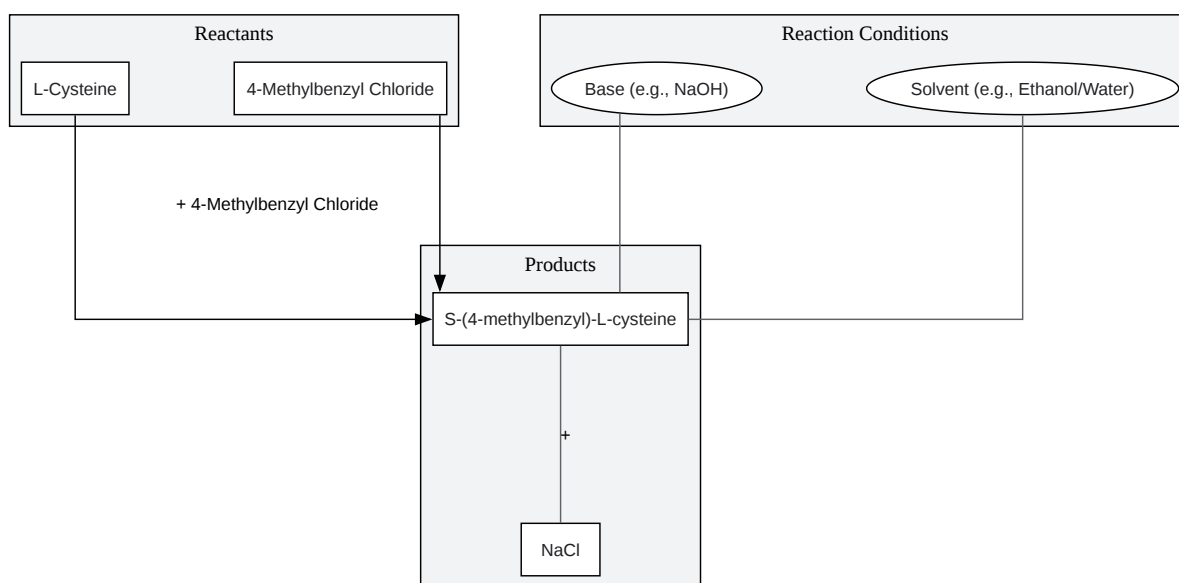 Reactants
L-Cysteine
4-Methylbenzyl Chloride
Reaction Conditions
Base (e.g., NaOH)
Solvent (e.g., Ethanol/Water)
+ 4-Methylbenzyl Chloride
Products
S-(4-methylbenzyl)-L-cysteine
+
NaCl